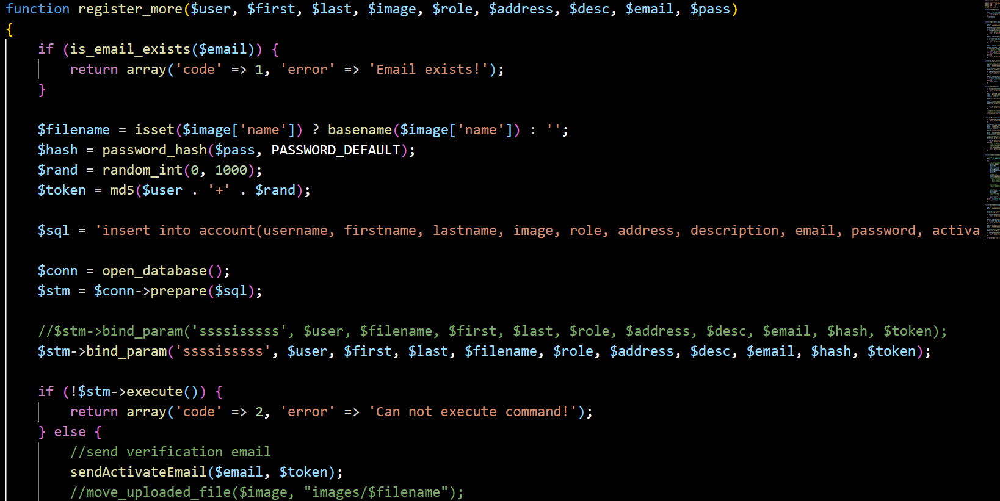 function register_more($user, $first, $last, $image, $role, $address, $desc, $email, $pass)
{
    if (is_email_exists($email)) {
        return array('code' => 1, 'error' => 'Email exists!');
    }
    $filename = isset($image['name']) ? basename($image['name']) : '';
    $hash = password_hash($pass, PASSWORD_DEFAULT);
    $rand = random_int(0, 1000);
    $token = md5($user . '+' . $rand);
    $sql = 'insert into account(username, firstname, lastname, image, role, address, description, email, password, activa
    $conn = open_database();
    $stm = $conn->prepare($sql);
    //$stm->bind_param('ssssisssss', $user, $filename, $first, $last, $role, $address, $desc, $email, $hash, $token);
    $stm->bind_param('ssssisssss', $user, $first, $last, $filename, $role, $address, $desc, $email, $hash, $token);
    if (!$stm->execute()) {
        return array('code' => 2, 'error' => 'Can not execute command!');
    } else {
        //send verification email
        sendActivateEmail($email, $token);
        //move_uploaded_file($image, "images/$filename");